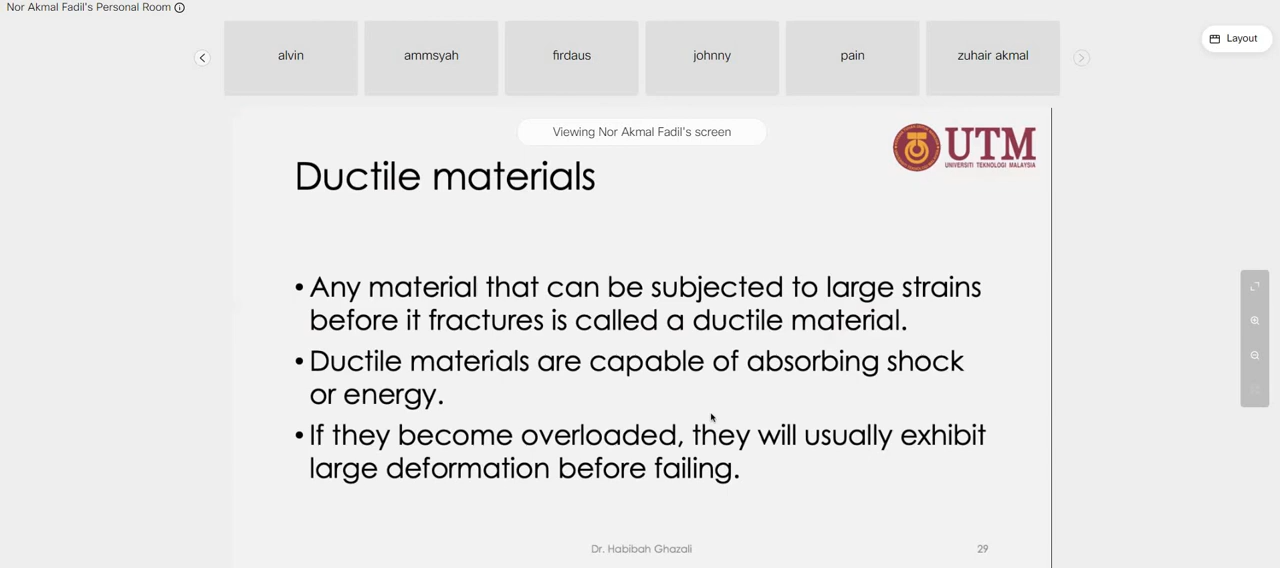 Nor Akmal Fadil's Personal Room
alvin
ammsyah
firdaus
johnny
pain
zuhair akmal
Layout
Viewing Nor Akmal Fadil's screen
UTM
UNIVERSITI TEKNOLOGI MALAYSIA
Ductile materials
• Any material that can be subjected to large strains
before it fractures is called a ductile material.
• Ductile materials are capable of absorbing shock
or energy.
• If they become overloaded, they will usually exhibit
large deformation before failing.
Dr. Habibah Ghazali
29